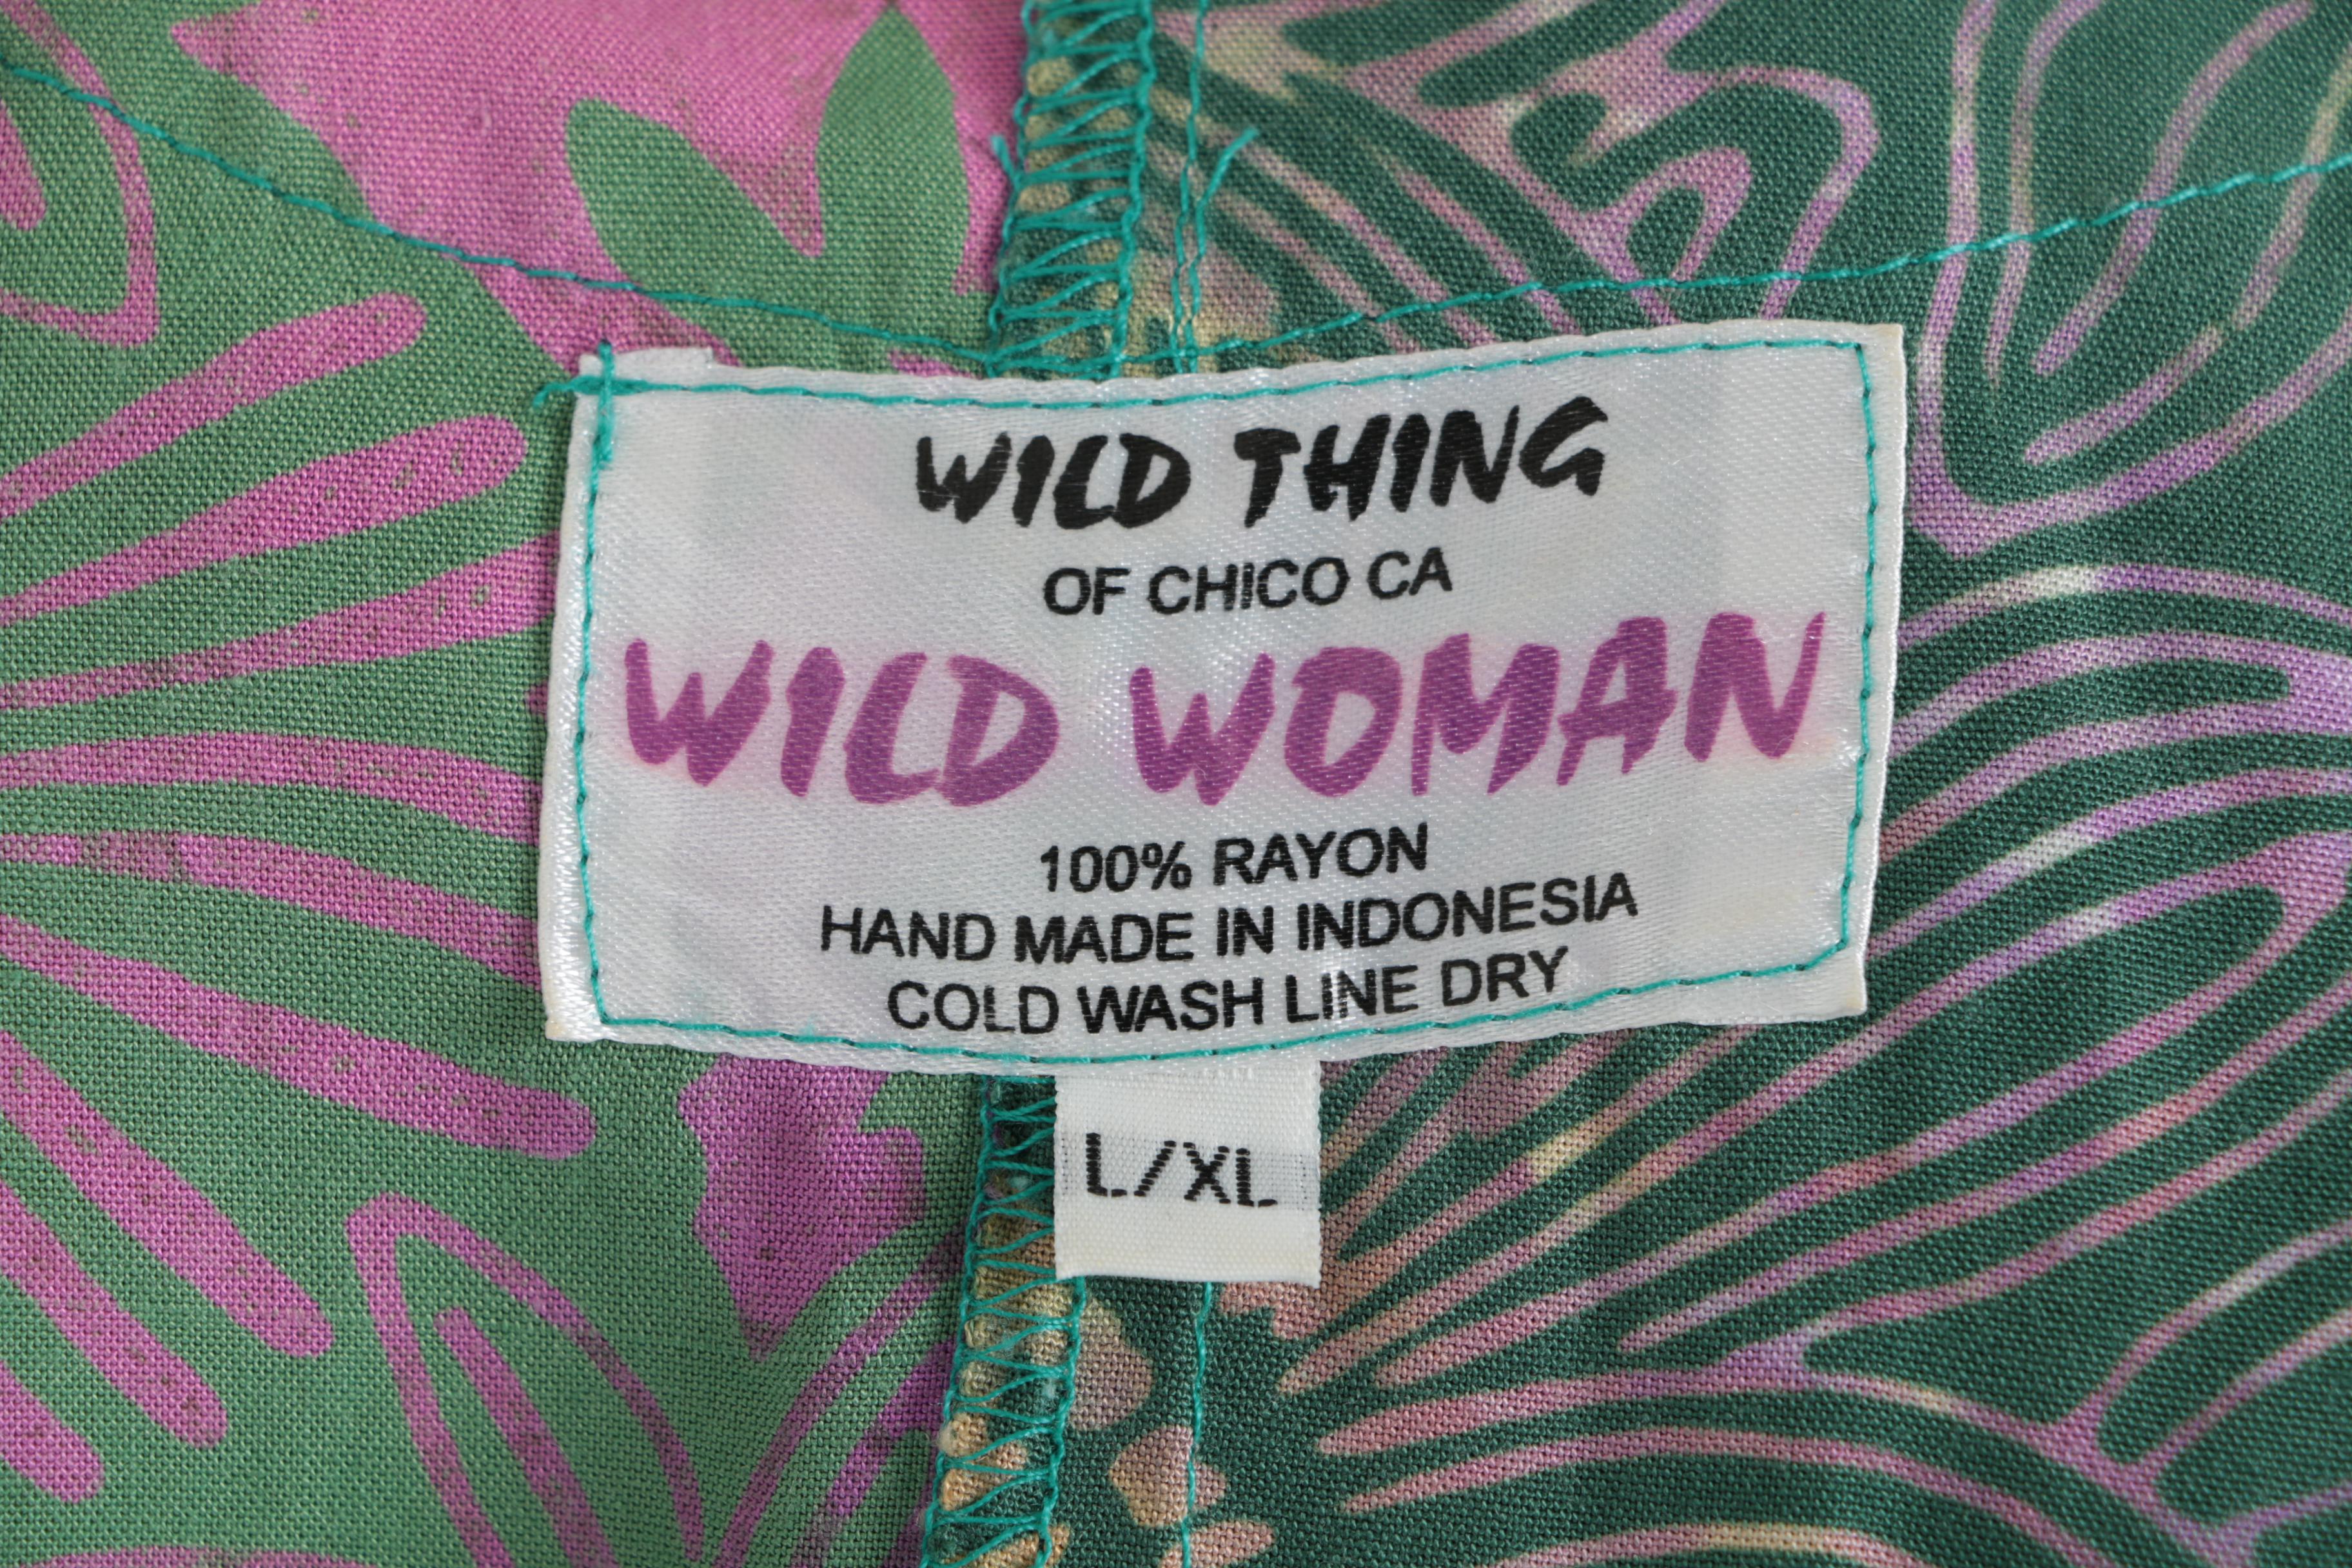 WILD THING
OF CHICO CA
WILD WOMAN
100% RAYON
HAND MADE IN INDONESIA
COLD WASH LINE DRY
L/XL